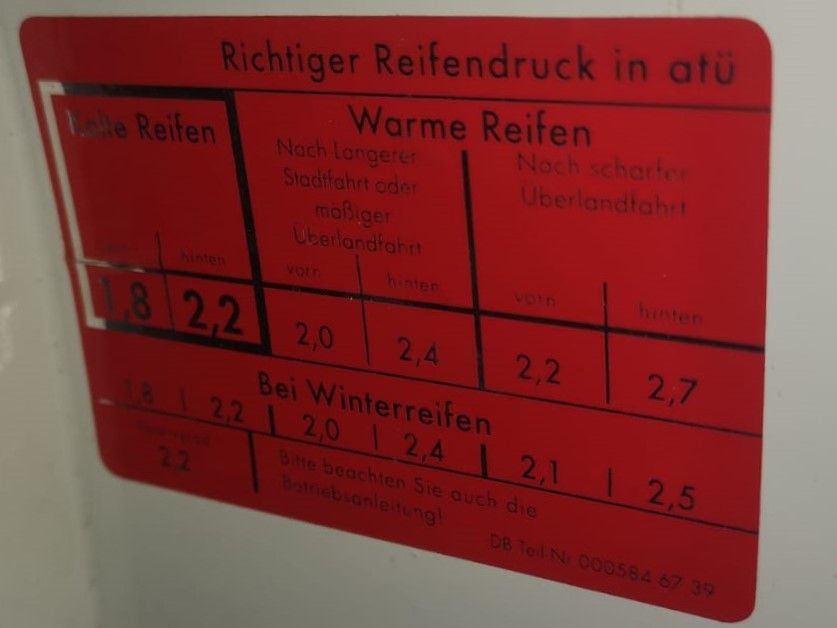 Richtiger Reifendruck in atü
Kalte Reifen
Warme Reifen
Nach längerer
Stadtfahrt oder
mäßiger
Überlandfahrt
Nach scharfer
Überlandfahrt
vorn hinten vorn hinten vorn hinten
1,8 2,2 2,0 2,4 2,2 2,7
Bei Winterreifen
1,8 2,2 2,0 2,4 2,1 2,5
2,2
Bitte beachten Sie auch die
Betriebsanleitung!
DB Teil-Nr 000584 67 39